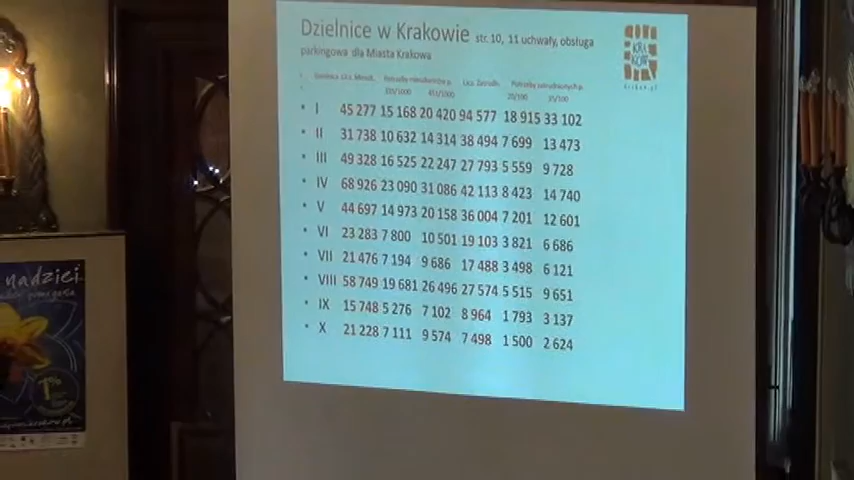 Dzielnice w Krakowie str. 10, 11 uchwały, obsługa
parkingowa dla Miasta Krakowa
I 45 277 15 168 20 420 94 577 18 915 33 102
II 31 738 10 632 14 314 38 494 7 699 13 473
III 49 328 16 525 22 247 27 793 5 559 9 728
IV 68 926 23 090 31 086 42 113 8 423 14 740
V 44 697 14 973 20 158 36 004 7 201 12 601
VI 23 283 7 800 10 501 19 103 3 821 6 686
VII 21 476 7 194 9 686 17 488 3 498 6 121
VIII 58 749 19 681 26 496 27 574 5 515 9 651
IX 15 748 5 276 7 102 8 964 1 793 3 137
X 21 228 7 111 9 574 7 498 1 500 2 624
KRA
KÓW
nadziei
1%